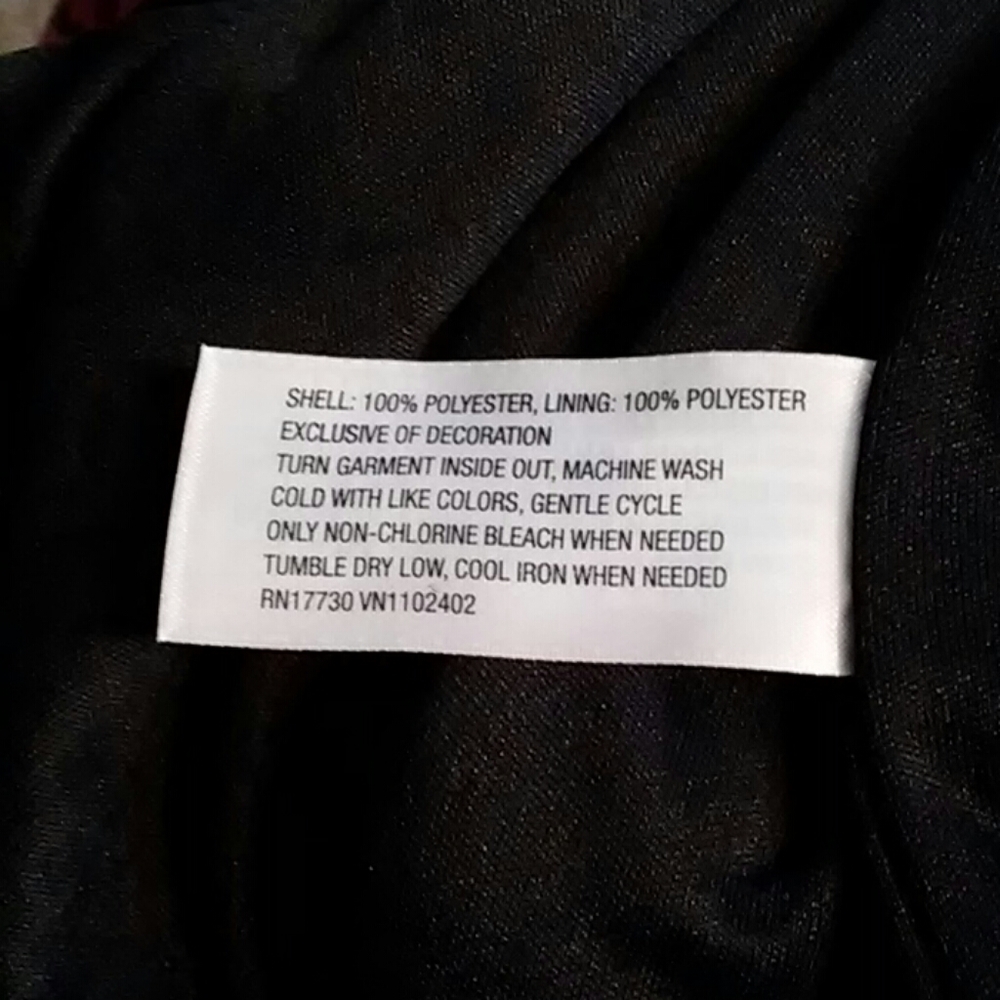 SHELL: 100% POLYESTER, LINING: 100% POLYESTER
EXCLUSIVE OF DECORATION
TURN GARMENT INSIDE OUT, MACHINE WASH
COLD WITH LIKE COLORS, GENTLE CYCLE
ONLY NON-CHLORINE BLEACH WHEN NEEDED
TUMBLE DRY LOW, COOL IRON WHEN NEEDED
RN17730 VN1102402